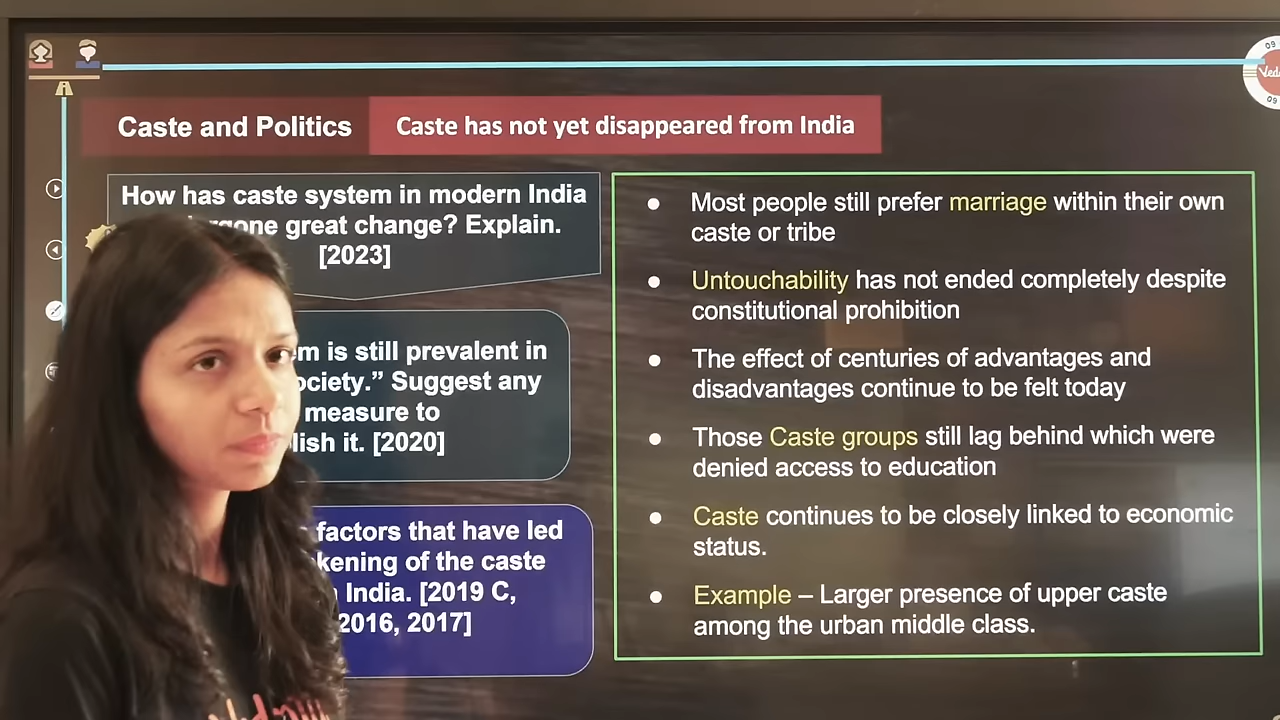 Caste and Politics
Caste has not yet disappeared from India
How has caste system in modern India
great change? Explain.
[2023]
is still prevalent in
Suggest any
measure to
it. [2020]
factors that have led
of the caste
India. [2019 C,
2016, 2017]
Most people still prefer marriage within their own
caste or tribe
Untouchability has not ended completely despite
constitutional prohibition
The effect of centuries of advantages and
disadvantages continue to be felt today
Those Caste groups still lag behind which were
denied access to education
Caste continues to be closely linked to economic
status.
Example – Larger presence of upper caste
among the urban middle class.
09
09